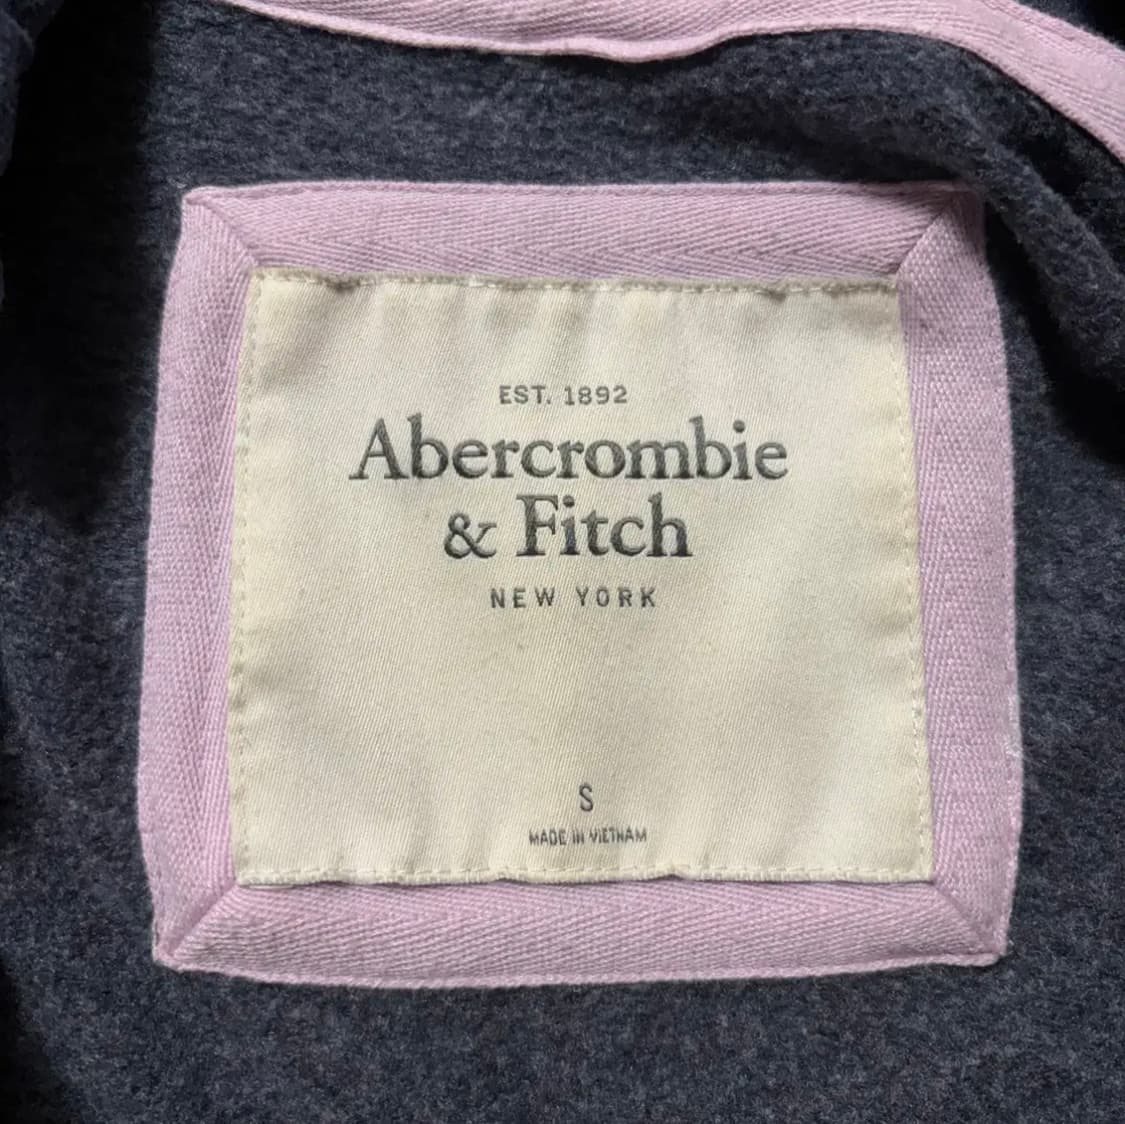 EST. 1892
Abercrombie
& Fitch
NEW YORK
S
MADE IN VIETNAM